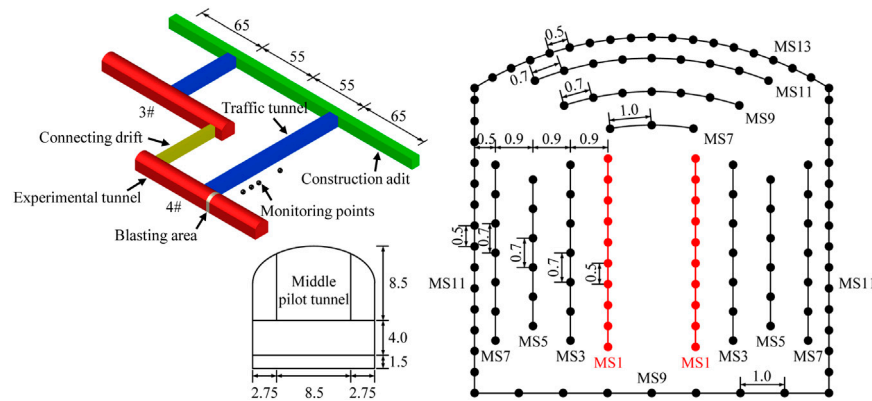 65
55
55
65
3#
Traffic tunnel
Connecting drift
Experimental tunnel
4#
Blasting area
Monitoring points
Construction adit
Middle
pilot tunnel
8.5
4.0
1.5
2.75
8.5
2.75
0.5
MS13
0.7
MS11
0.7
MS9
1.0
MS7
0.5
0.9
0.9
0.9
0.5
0.7
0.7
0.7
0.5
MS11
MS11
MS7
MS5
MS3
MS1
MS1
MS3
MS5
MS7
MS9
1.0